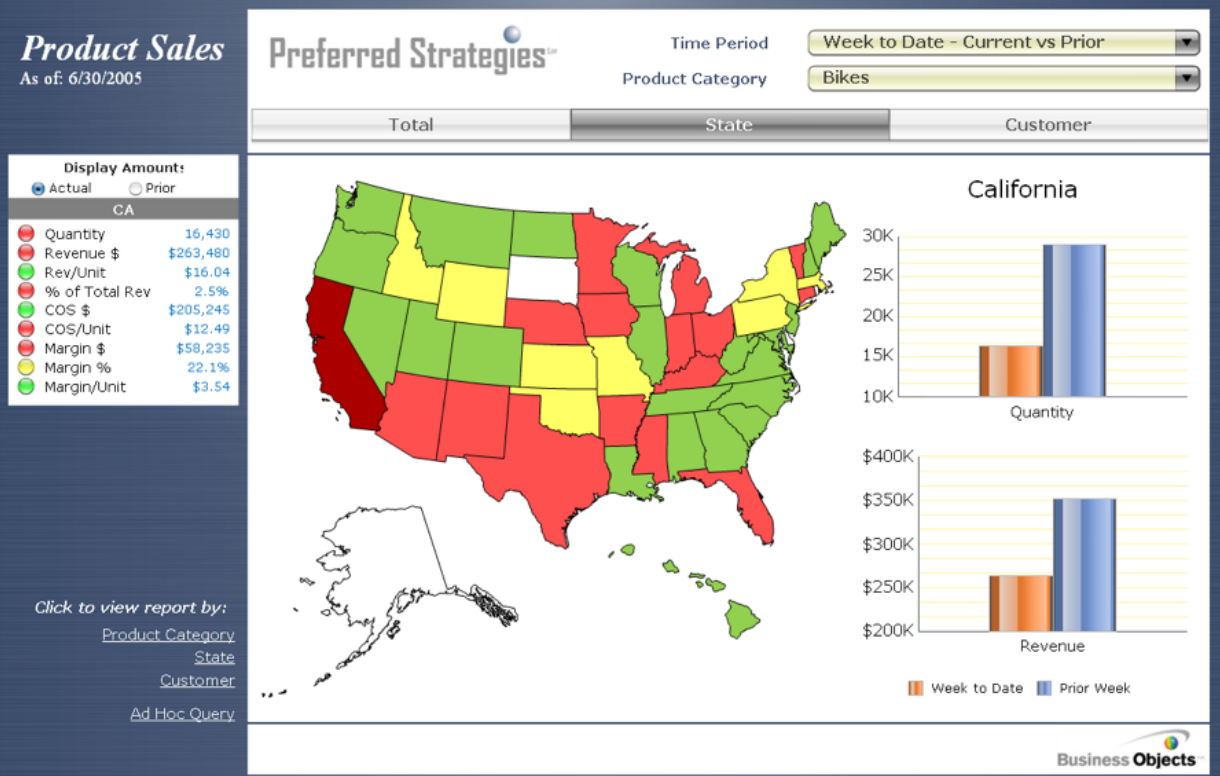 Product Sales
As of: 6/30/2005
Preferred Strategies
Time Period
Week to Date - Current vs Prior
Product Category
Bikes
Total
State
Customer
Display Amounts
Actual
Prior
CA
Quantity 16,430
Revenue $ $263,480
Rev/Unit $16.04
% of Total Rev 2.5%
COS $ $205,245
COS/Unit $12.49
Margin $ $58,235
Margin % 22.1%
Margin/Unit $3.54
Click to view report by:
Product Category
State
Customer
Ad Hoc Query
California
30K
25K
20K
15K
10K
Quantity
$400K
$350K
$300K
$250K
$200K
Revenue
Week to Date
Prior Week
Business Objects